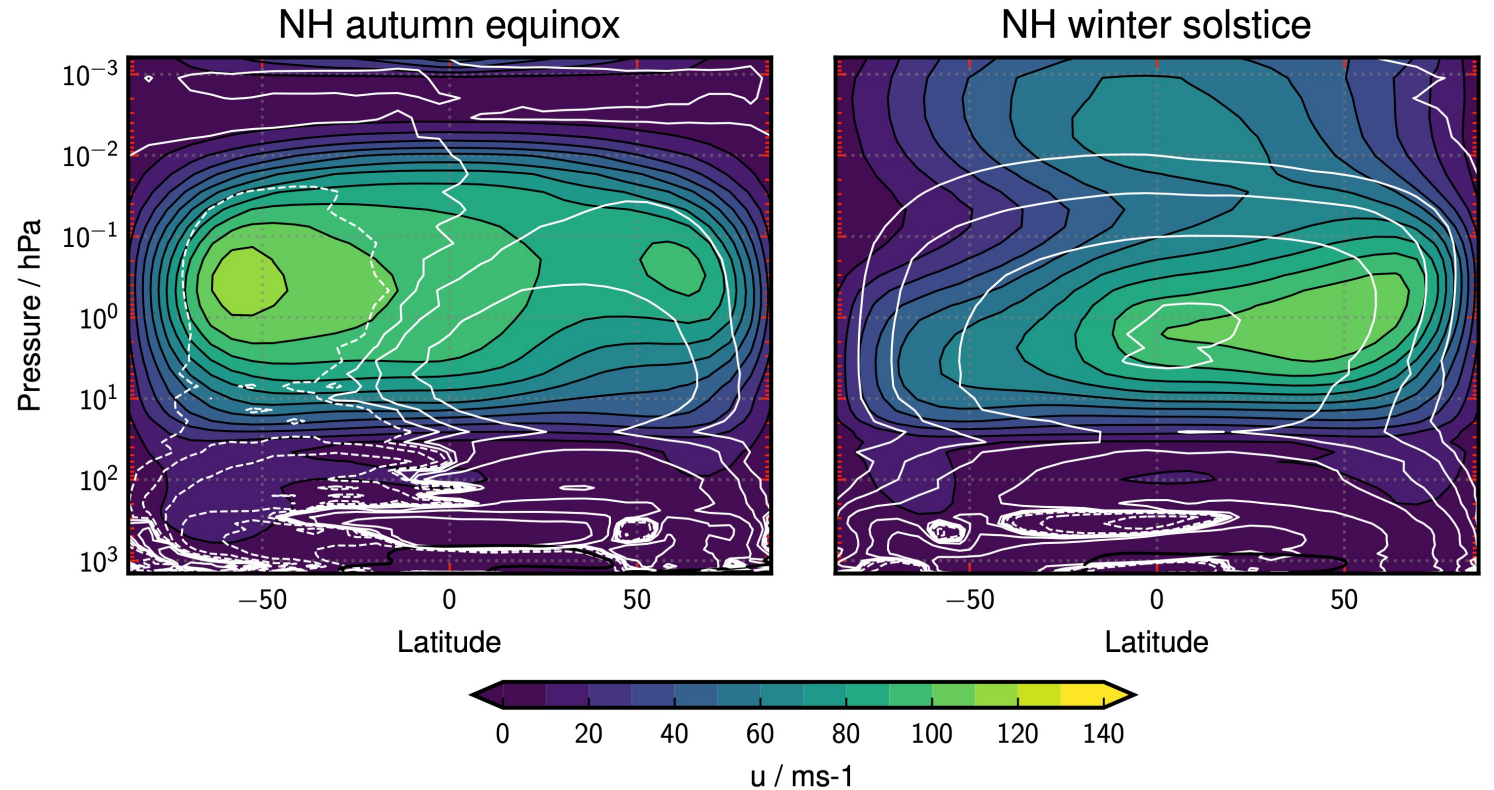 NH autumn equinox
NH winter solstice
Pressure / hPa
10⁻³
10⁻²
10⁻¹
10⁰
10¹
10²
10³
−50 0 50
−50 0 50
Latitude
Latitude
0 20 40 60 80 100 120 140
u / ms-1